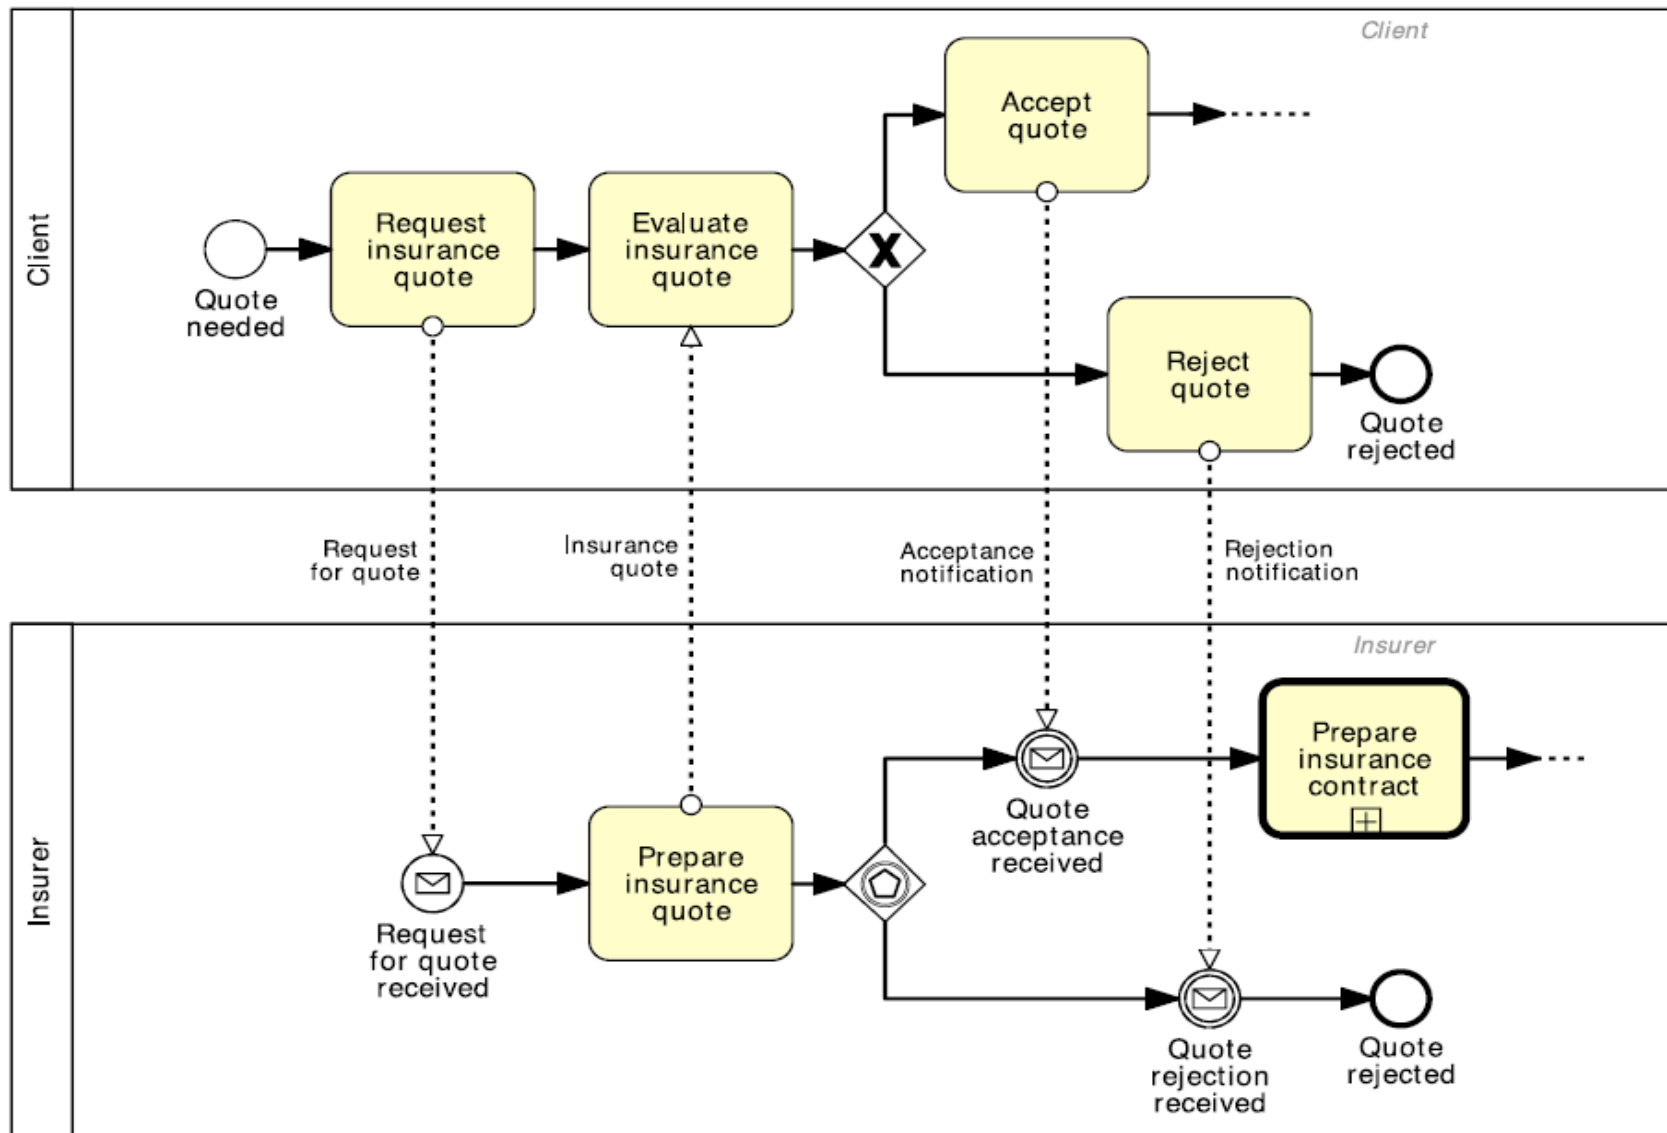 Client
Client
Accept
quote
Request
insurance
quote
Evaluate
insurance
quote
X
Quote
needed
Reject
quote
Quote
rejected
Request
for quote
Insurance
quote
Acceptance
notification
Rejection
notification
Insurer
Insurer
Prepare
insurance
contract
Quote
acceptance
received
Prepare
insurance
quote
Request
for quote
received
Quote
rejection
received
Quote
rejected